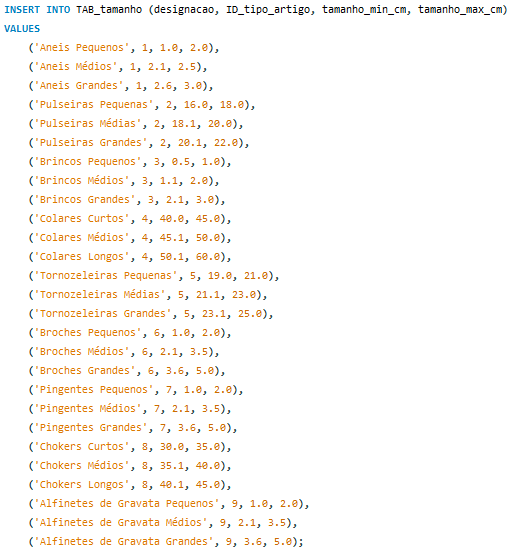 INSERT INTO TAB_tamanho (designacao, ID_tipo_artigo, tamanho_min_cm, tamanho_max_cm)
VALUES
('Aneis Pequenos', 1, 1.0, 2.0),
('Aneis Médios', 1, 2.1, 2.5),
('Aneis Grandes', 1, 2.6, 3.0),
('Pulseiras Pequenas', 2, 16.0, 18.0),
('Pulseiras Médias', 2, 18.1, 20.0),
('Pulseiras Grandes', 2, 20.1, 22.0),
('Brincos Pequenos', 3, 0.5, 1.0),
('Brincos Médios', 3, 1.1, 2.0),
('Brincos Grandes', 3, 2.1, 3.0),
('Colares Curtos', 4, 40.0, 45.0),
('Colares Médios', 4, 45.1, 50.0),
('Colares Longos', 4, 50.1, 60.0),
('Tornozeleiras Pequenas', 5, 19.0, 21.0),
('Tornozeleiras Médias', 5, 21.1, 23.0),
('Tornozeleiras Grandes', 5, 23.1, 25.0),
('Broches Pequenos', 6, 1.0, 2.0),
('Broches Médios', 6, 2.1, 3.5),
('Broches Grandes', 6, 3.6, 5.0),
('Pingentes Pequenos', 7, 1.0, 2.0),
('Pingentes Médios', 7, 2.1, 3.5),
('Pingentes Grandes', 7, 3.6, 5.0),
('Chokers Curtos', 8, 30.0, 35.0),
('Chokers Médios', 8, 35.1, 40.0),
('Chokers Longos', 8, 40.1, 45.0),
('Alfinetes de Gravata Pequenos', 9, 1.0, 2.0),
('Alfinetes de Gravata Médios', 9, 2.1, 3.5),
('Alfinetes de Gravata Grandes', 9, 3.6, 5.0);